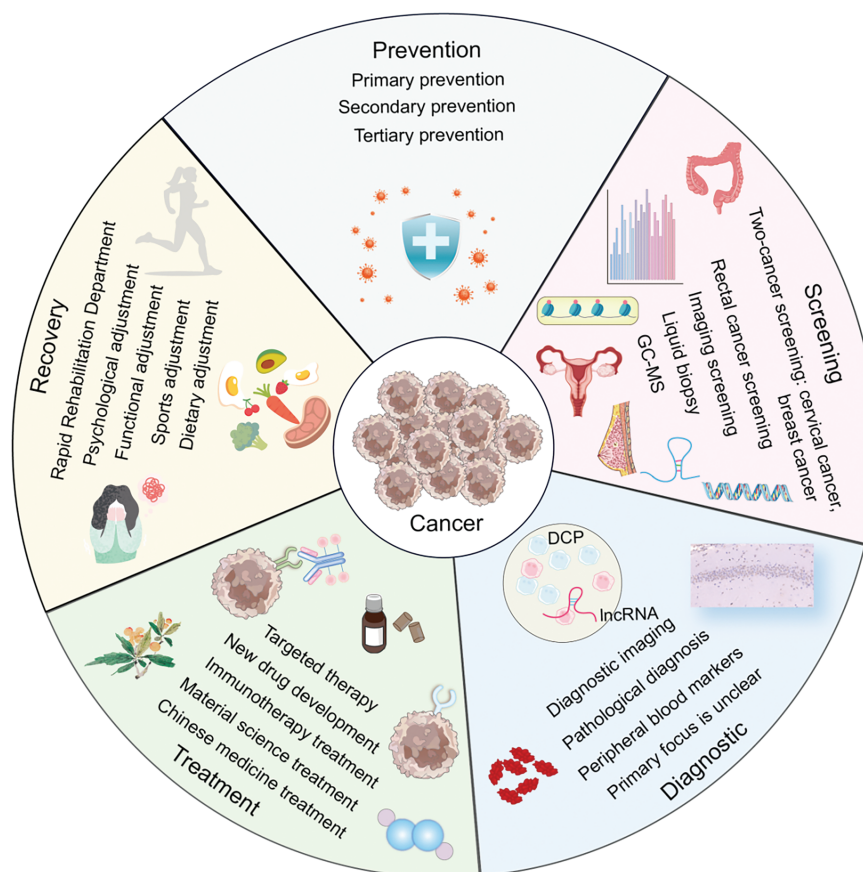 Prevention
Primary prevention
Secondary prevention
Tertiary prevention
Screening
Two-cancer screening: cervical cancer,
breast cancer
Rectal cancer screening
Imaging screening
Liquid biopsy
GC-MS
Cancer
DCP
lncRNA
Diagnostic imaging
Pathological diagnosis
Peripheral blood markers
Primary focus is unclear
Diagnostic
Targeted therapy
New drug development
Immunotherapy treatment
Material science treatment
Chinese medicine treatment
Treatment
Recovery
Rapid Rehabilitation Department
Psychological adjustment
Functional adjustment
Sports adjustment
Dietary adjustment